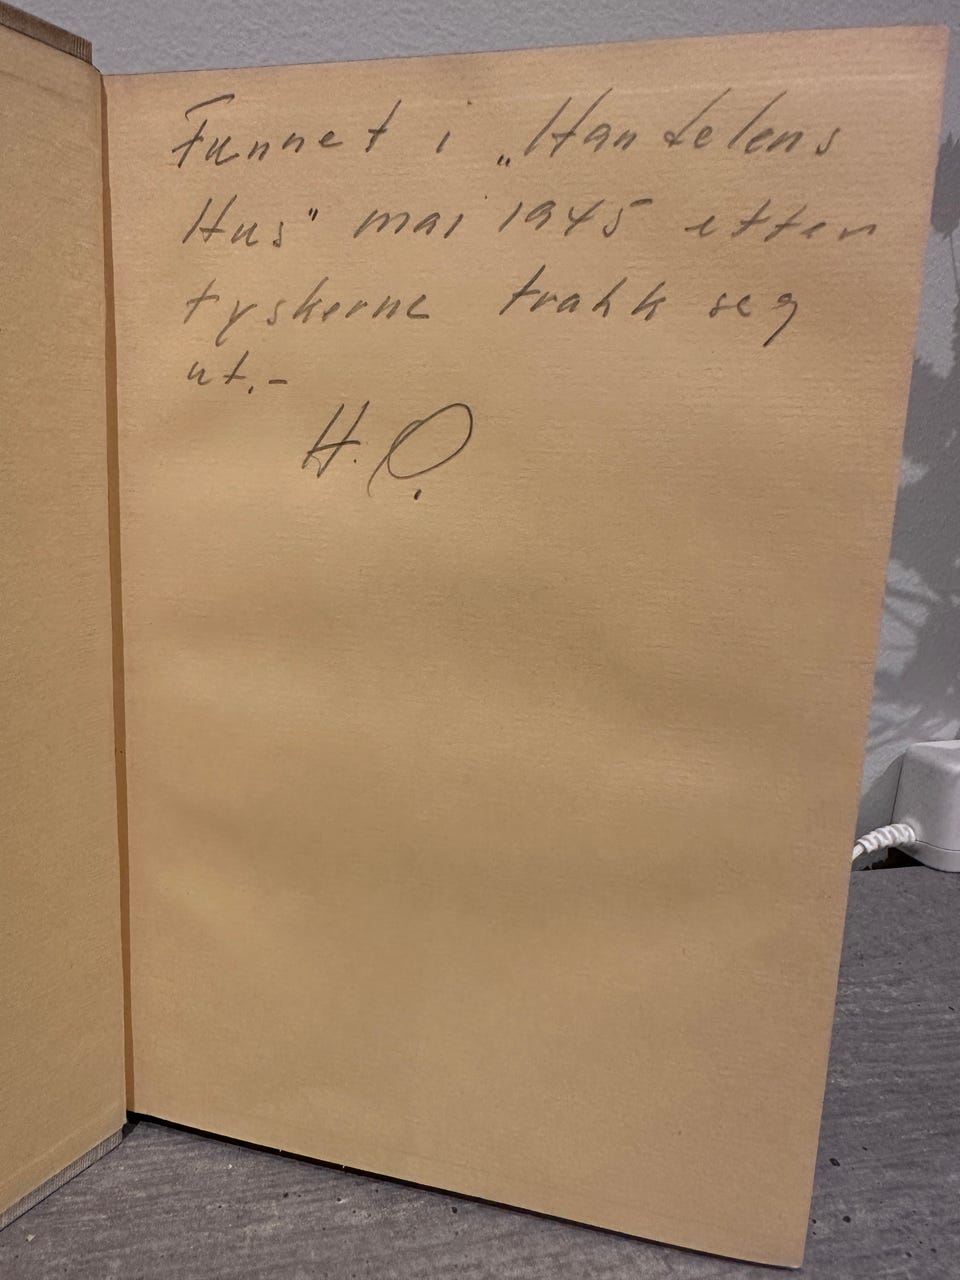 Funnet i „Handelens
Hus" mai 1945 etter
tyskerne trakk seg
ut.-
H. O.